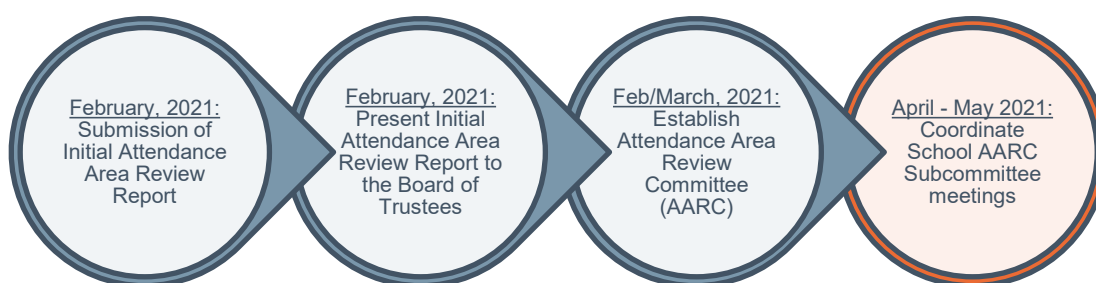 February, 2021:
Submission of
Initial Attendance
Area Review
Report
February, 2021:
Present Initial
Attendance Area
Review Report to
the Board of
Trustees
Feb/March, 2021:
Establish
Attendance Area
Review
Committee
(AARC)
April - May 2021:
Coordinate
School AARC
Subcommittee
meetings